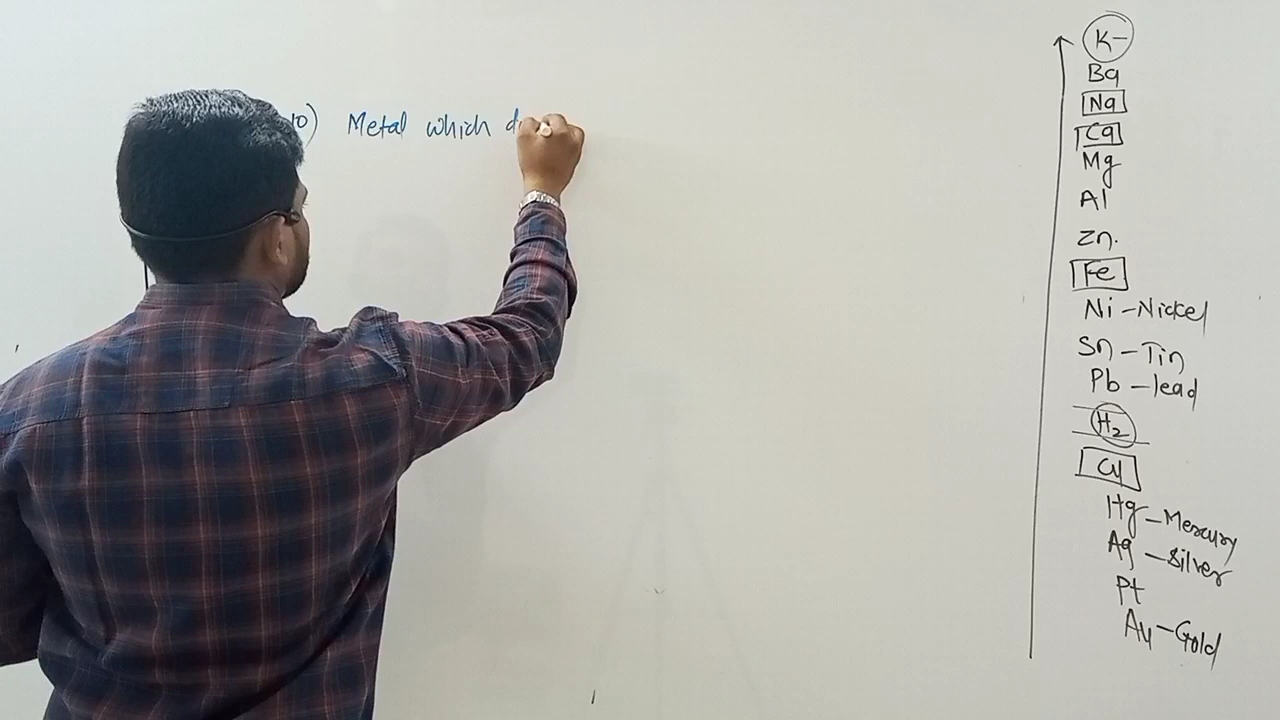 10) Metal which d
K
Ba
Na
Ca
Mg
Al
Zn.
Fe
Ni - Nickel
Sn - Tin
Pb - lead
H₂
Cu
Hg - Mercury
Ag - Silver
Pt
Au - Gold